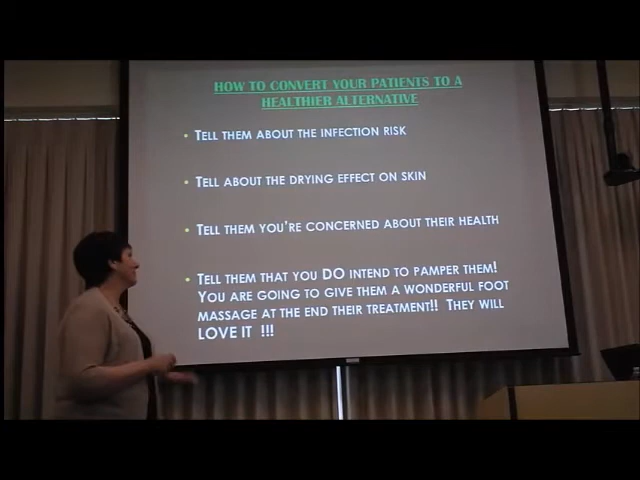 HOW TO CONVERT YOUR PATIENTS TO A
HEALTHIER ALTERNATIVE
• TELL THEM ABOUT THE INFECTION RISK
• TELL ABOUT THE DRYING EFFECT ON SKIN
• TELL THEM YOU'RE CONCERNED ABOUT THEIR HEALTH
• TELL THEM THAT YOU DO INTEND TO PAMPER THEM!
YOU ARE GOING TO GIVE THEM A WONDERFUL FOOT
MASSAGE AT THE END THEIR TREATMENT!! THEY WILL
LOVE IT !!!